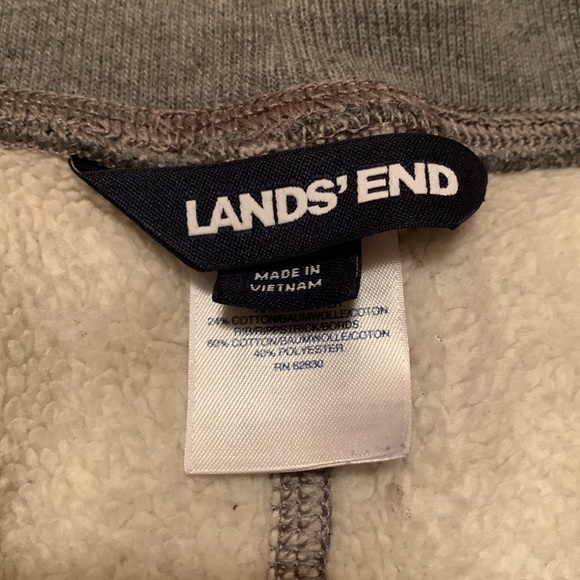 LANDS' END
MADE IN
VIETNAM
24% COTTON/BAUMWOLLE/COTON
RIB/RIPPSTRICK/BORDS
60% COTTON/BAUMWOLLE/COTON
40% POLYESTER
RN 62830